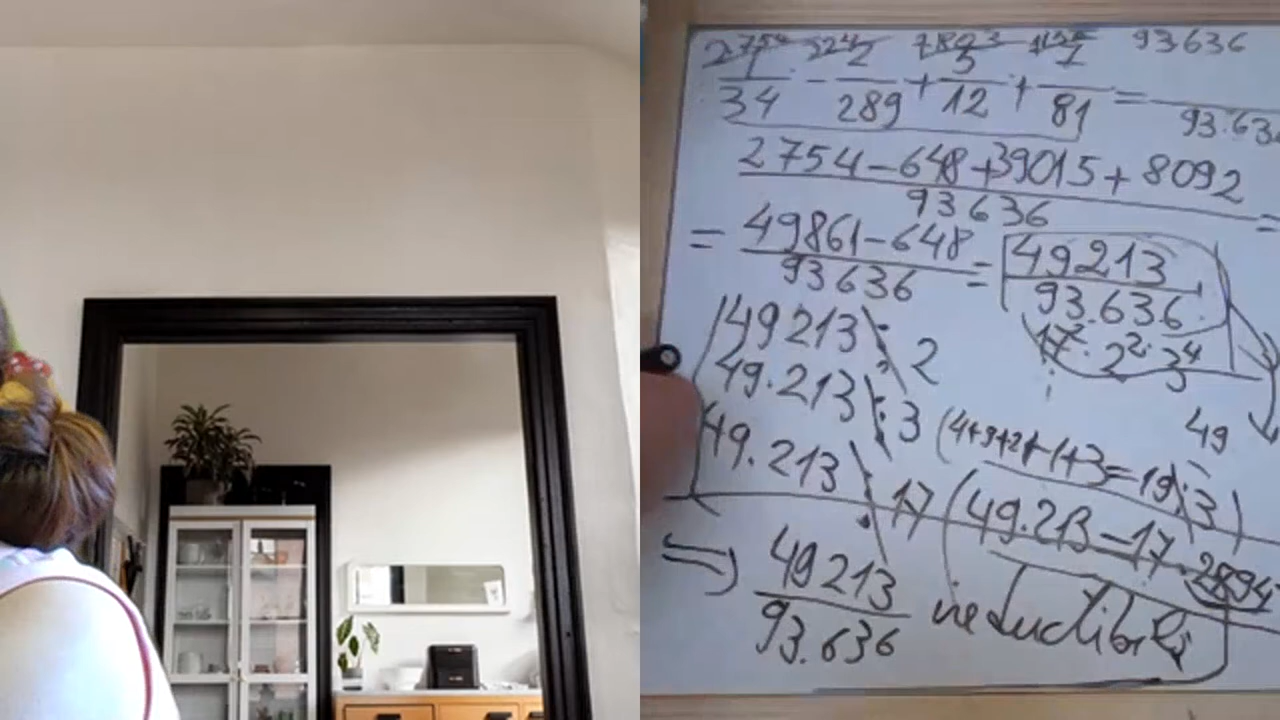 2754 324 7803 1156 93636
1/34 - 2/289 + 5/12 + 7/81 = /93.636
2754-648+39015+8092/93636 =
= 49861-648/93636 = 49213/93.636
17² · 2² · 3⁴
49213 ⋮ 2
49.213 ⋮ 3 (4+9+2+1+3=19⋮3)
49
49.213 ⋮ 17 (49.213-17·2894
⇒ 49213/93.636 ireductibilă